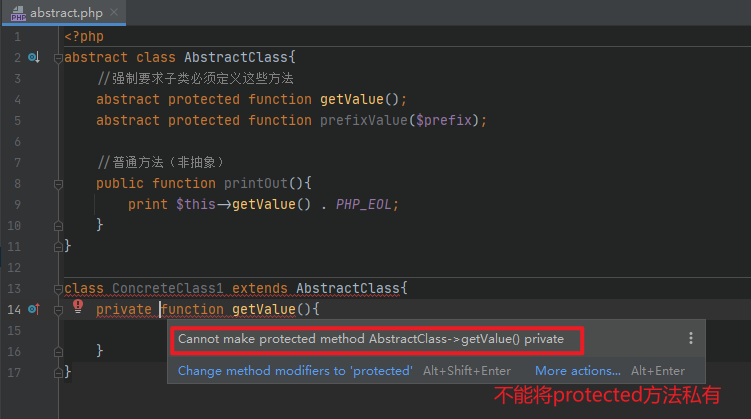 abstract.php
1 <?php
2 abstract class AbstractClass{
3 //强制要求子类必须定义这些方法
4 abstract protected function getValue();
5 abstract protected function prefixValue($prefix);
6
7 //普通方法（非抽象）
8 public function printOut(){
9 print $this->getValue() . PHP_EOL;
10 }
11 }
12
13 class ConcreteClass1 extends AbstractClass{
14 private function getValue(){
15
Cannot make protected method AbstractClass->getValue() private
16 }
Change method modifiers to 'protected' Alt+Shift+Enter More actions... Alt+Enter
17 }
不能将protected方法私有